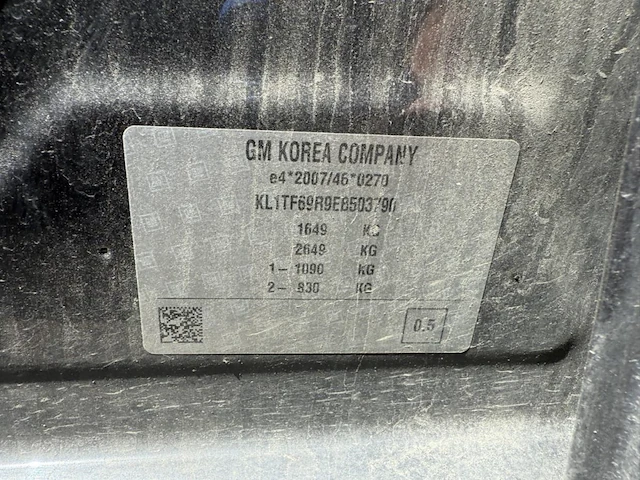 GM KOREA COMPANY
e4*2007/46*0270
KL1TF69R9EB503790
1649 KG
2649 KG
1- 1090 KG
2- 830 KG
0.5